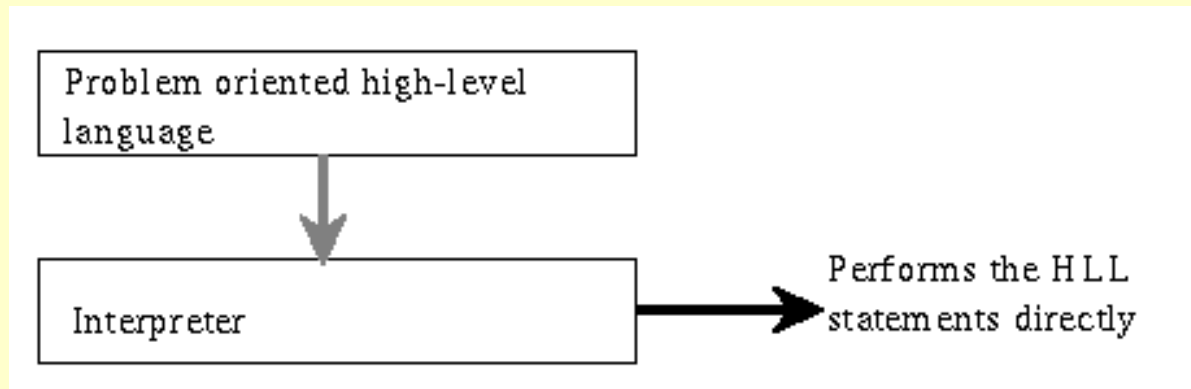 Problem oriented high-level
language
Interpreter
Performs the HLL
statements directly